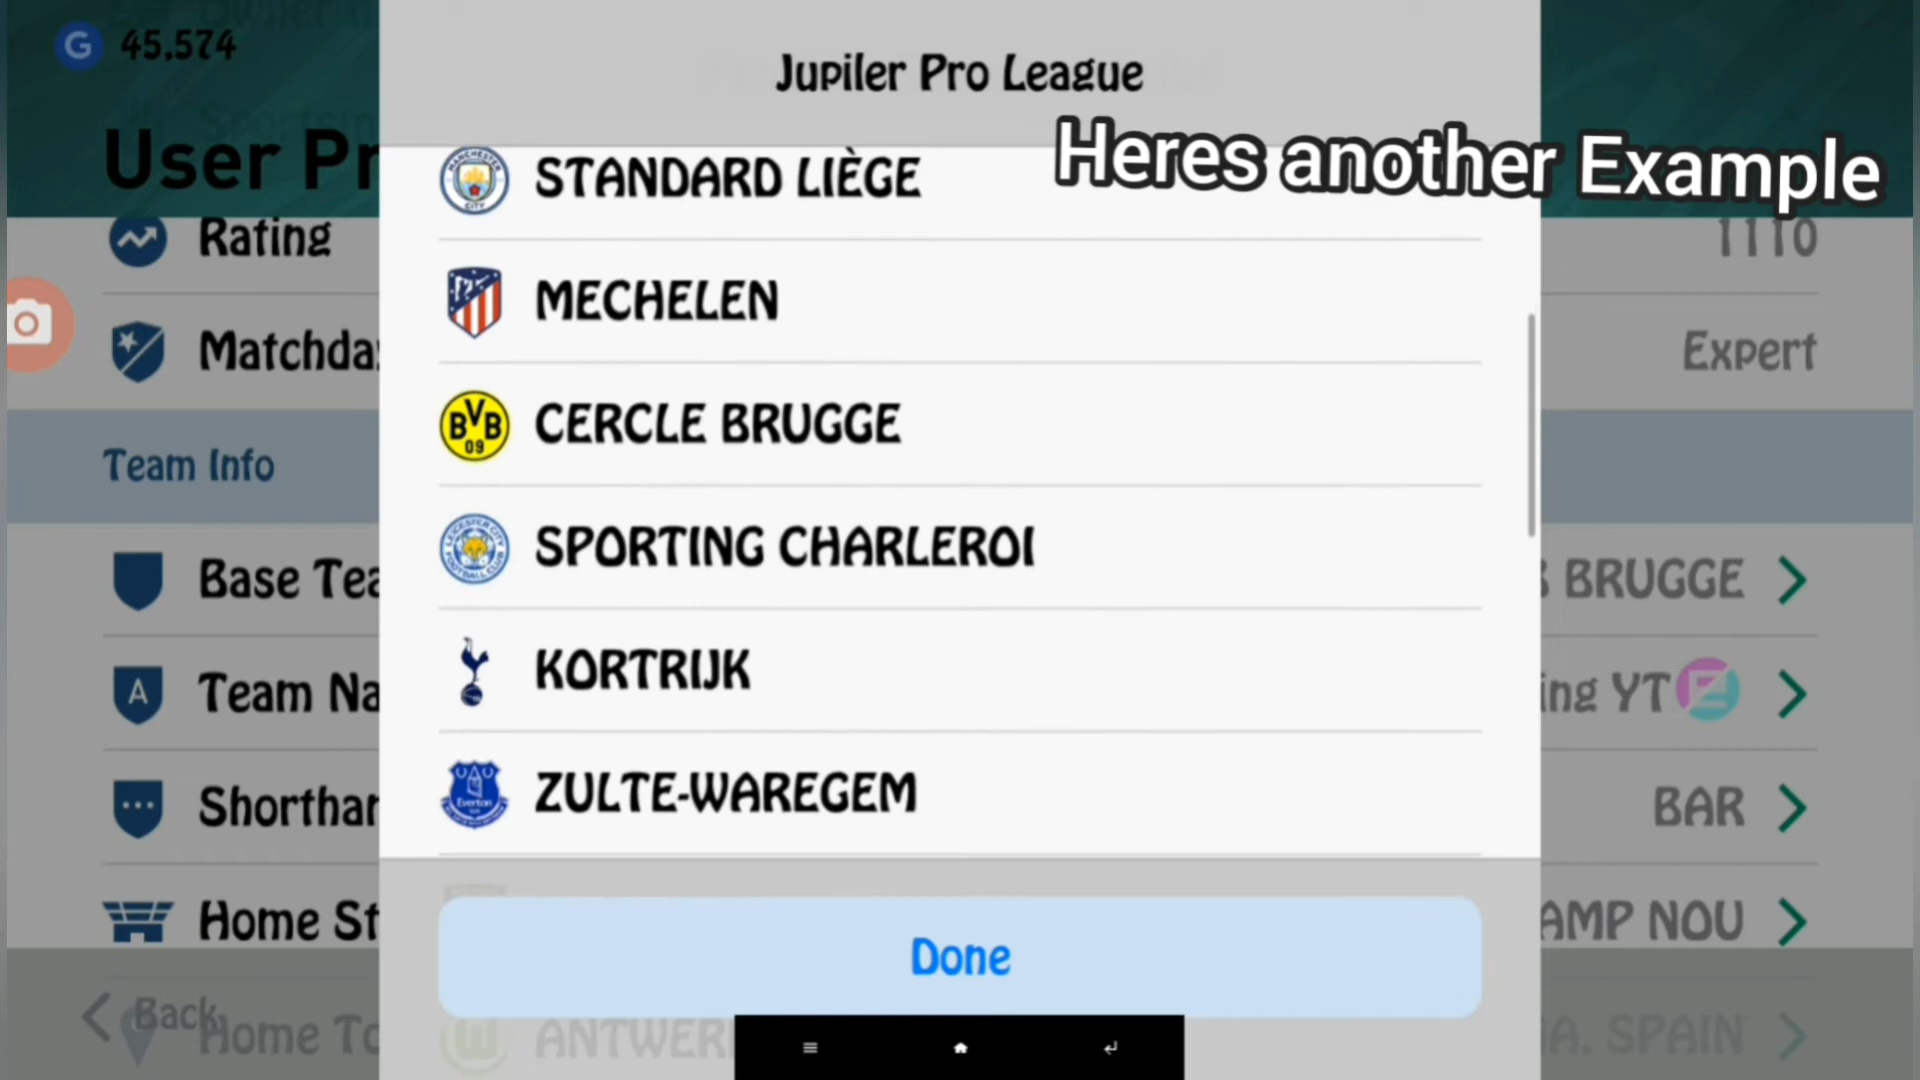 45,574
Jupiler Pro League
Heres another Example
User Pr
STANDARD LIÈGE
Rating
1110
MECHELEN
Matchda
Expert
CERCLE BRUGGE
Team Info
SPORTING CHARLEROI
Base Tea
BRUGGE
KORTRIJK
Team Na
ing YT
ZULTE-WAREGEM
Shorthan
BAR
Home St
AMP NOU
Done
Back
Home To
ANTWER
A, SPAIN